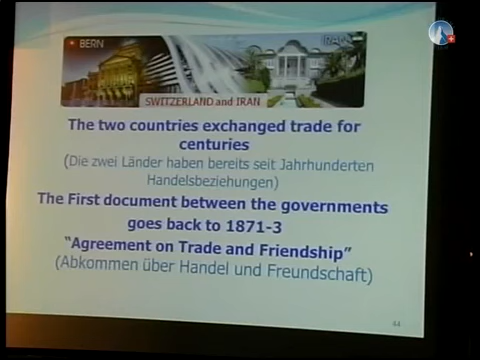 BERN
IRAN
SWITZERLAND and IRAN
The two countries exchanged trade for
centuries
(Die zwei Länder haben bereits seit Jahrhunderten
Handelsbeziehungen)
The First document between the governments
goes back to 1871-3
“Agreement on Trade and Friendship”
(Abkommen über Handel und Freundschaft)
44